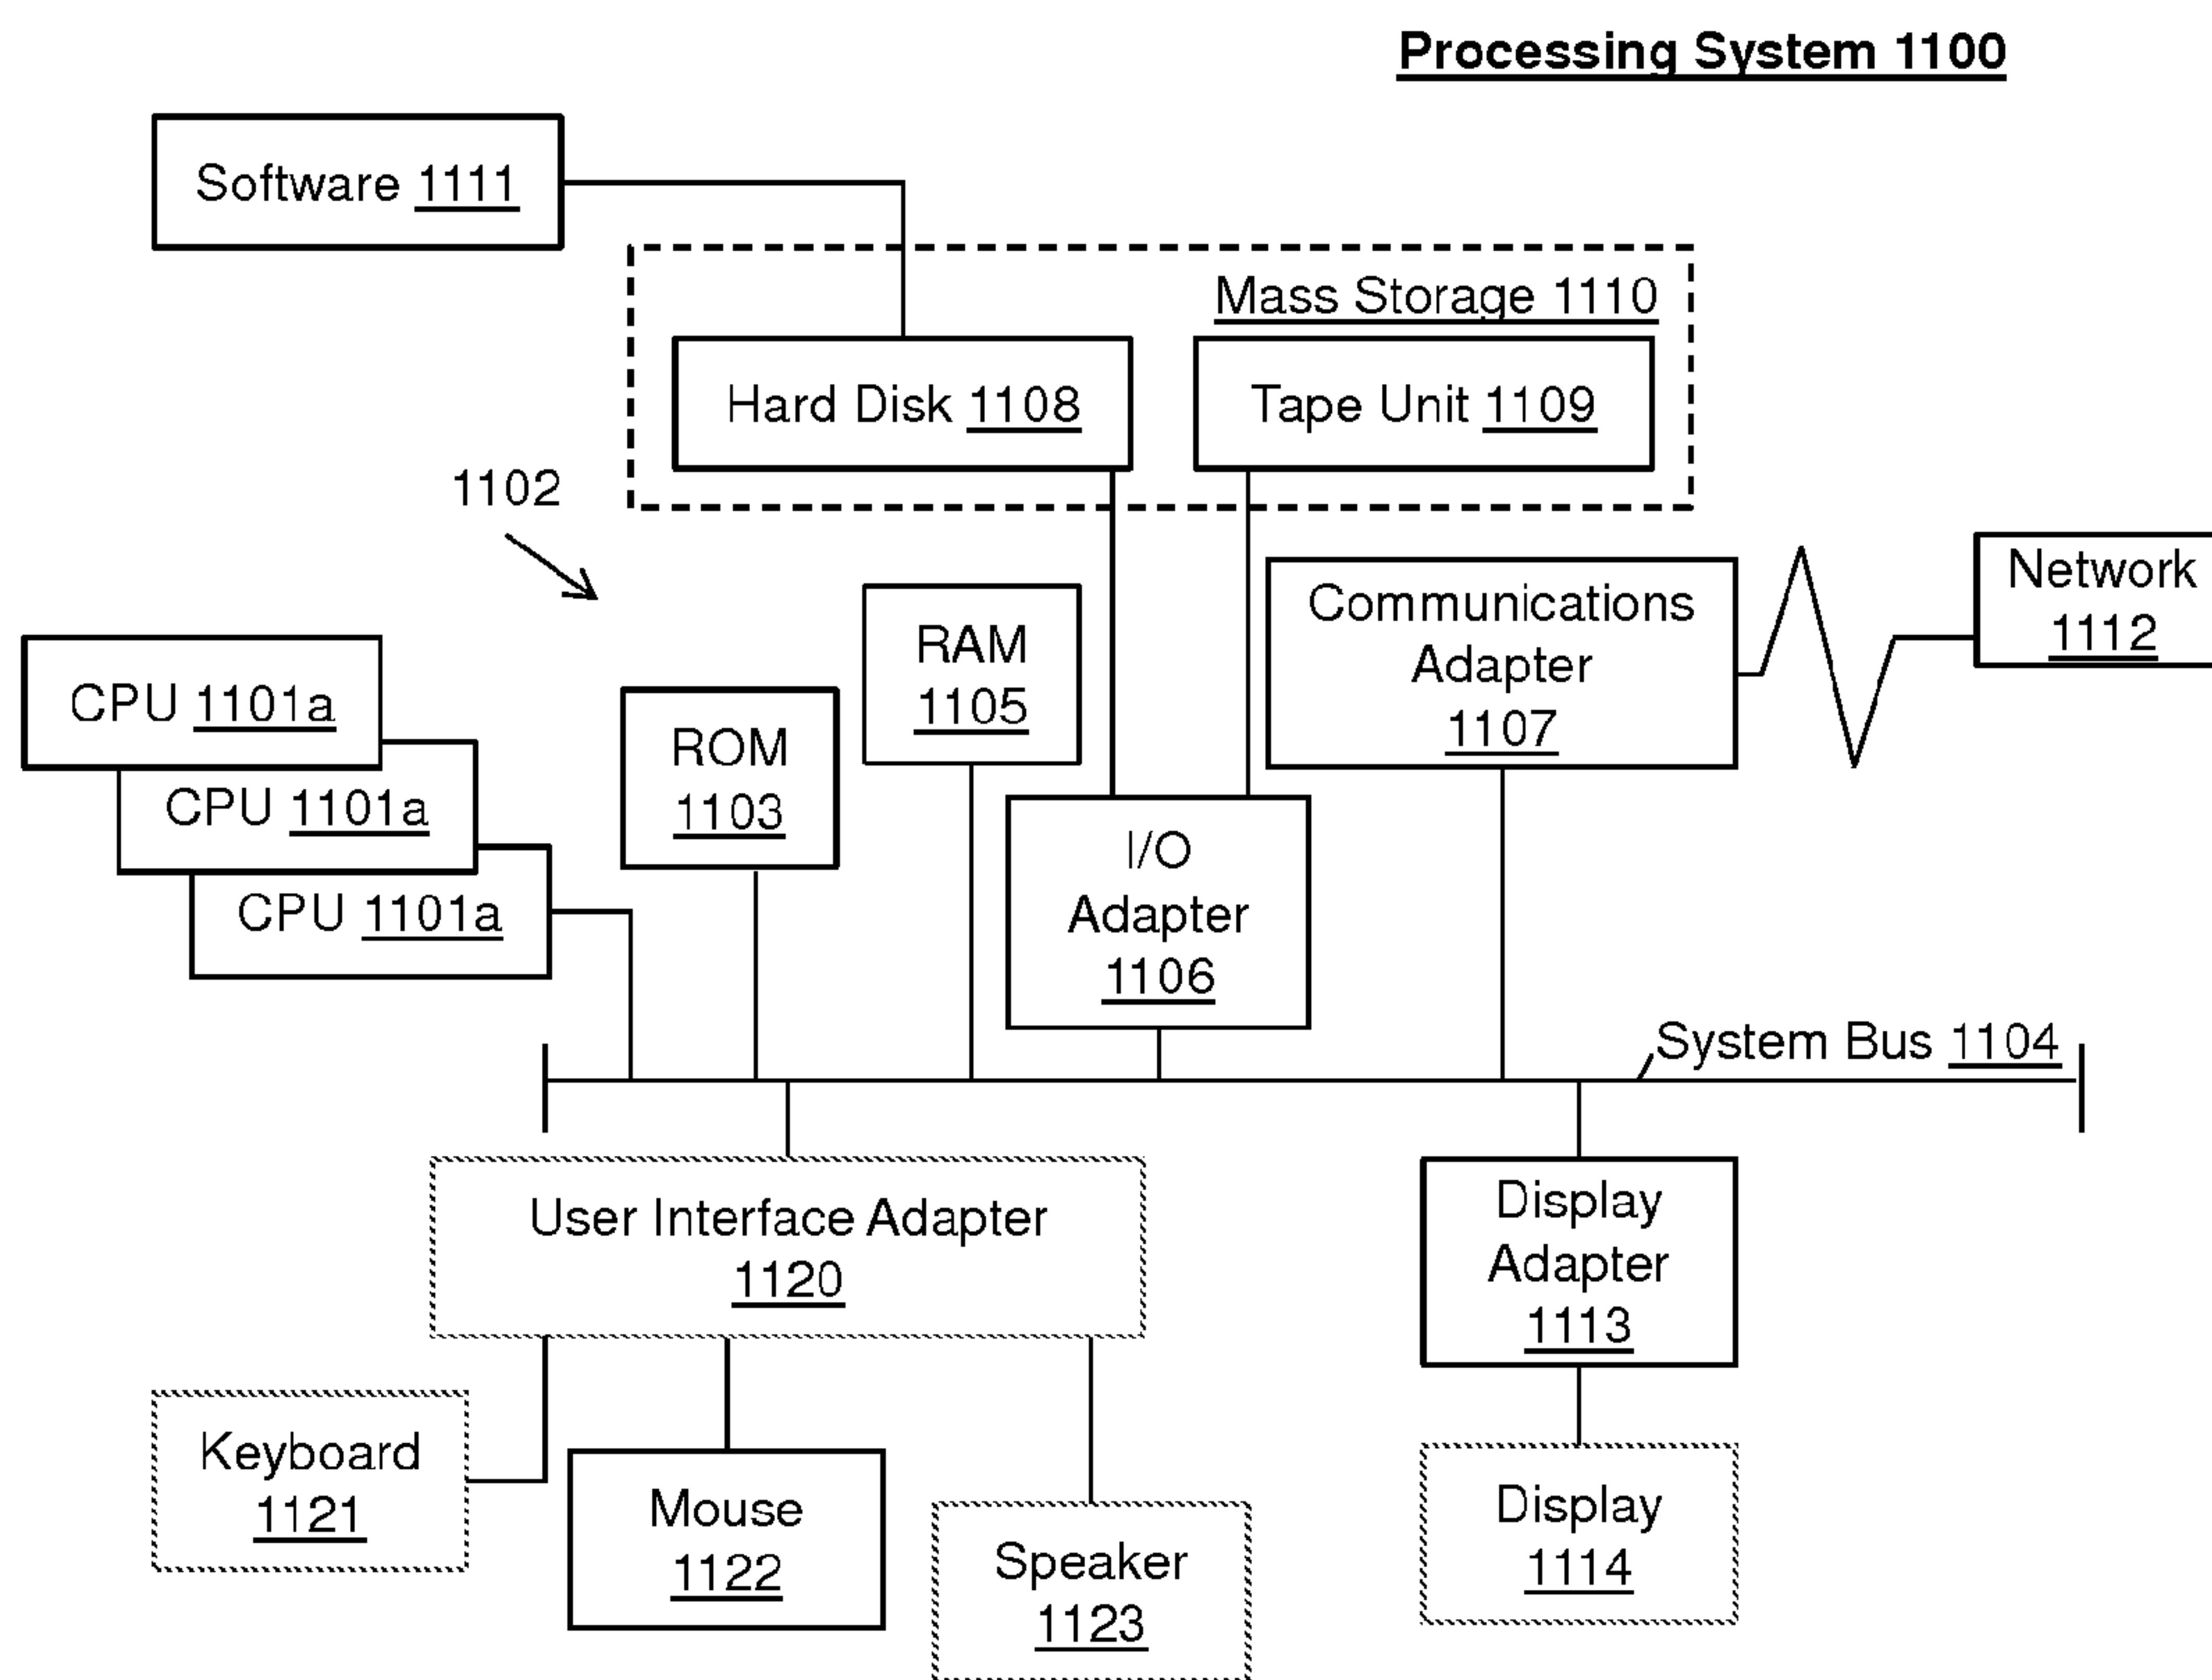 Processing System 1100
Software 1111
Mass Storage 1110
Hard Disk 1108
Tape Unit 1109
1102
Network
1112
Communications
Adapter
1107
RAM
1105
CPU 1101a
CPU 1101a
CPU 1101a
ROM
1103
I/O
Adapter
1106
System Bus 1104
User Interface Adapter
1120
Display
Adapter
1113
Keyboard
1121
Mouse
1122
Speaker
1123
Display
1114